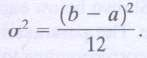 σ² = (b − a)² / 12.